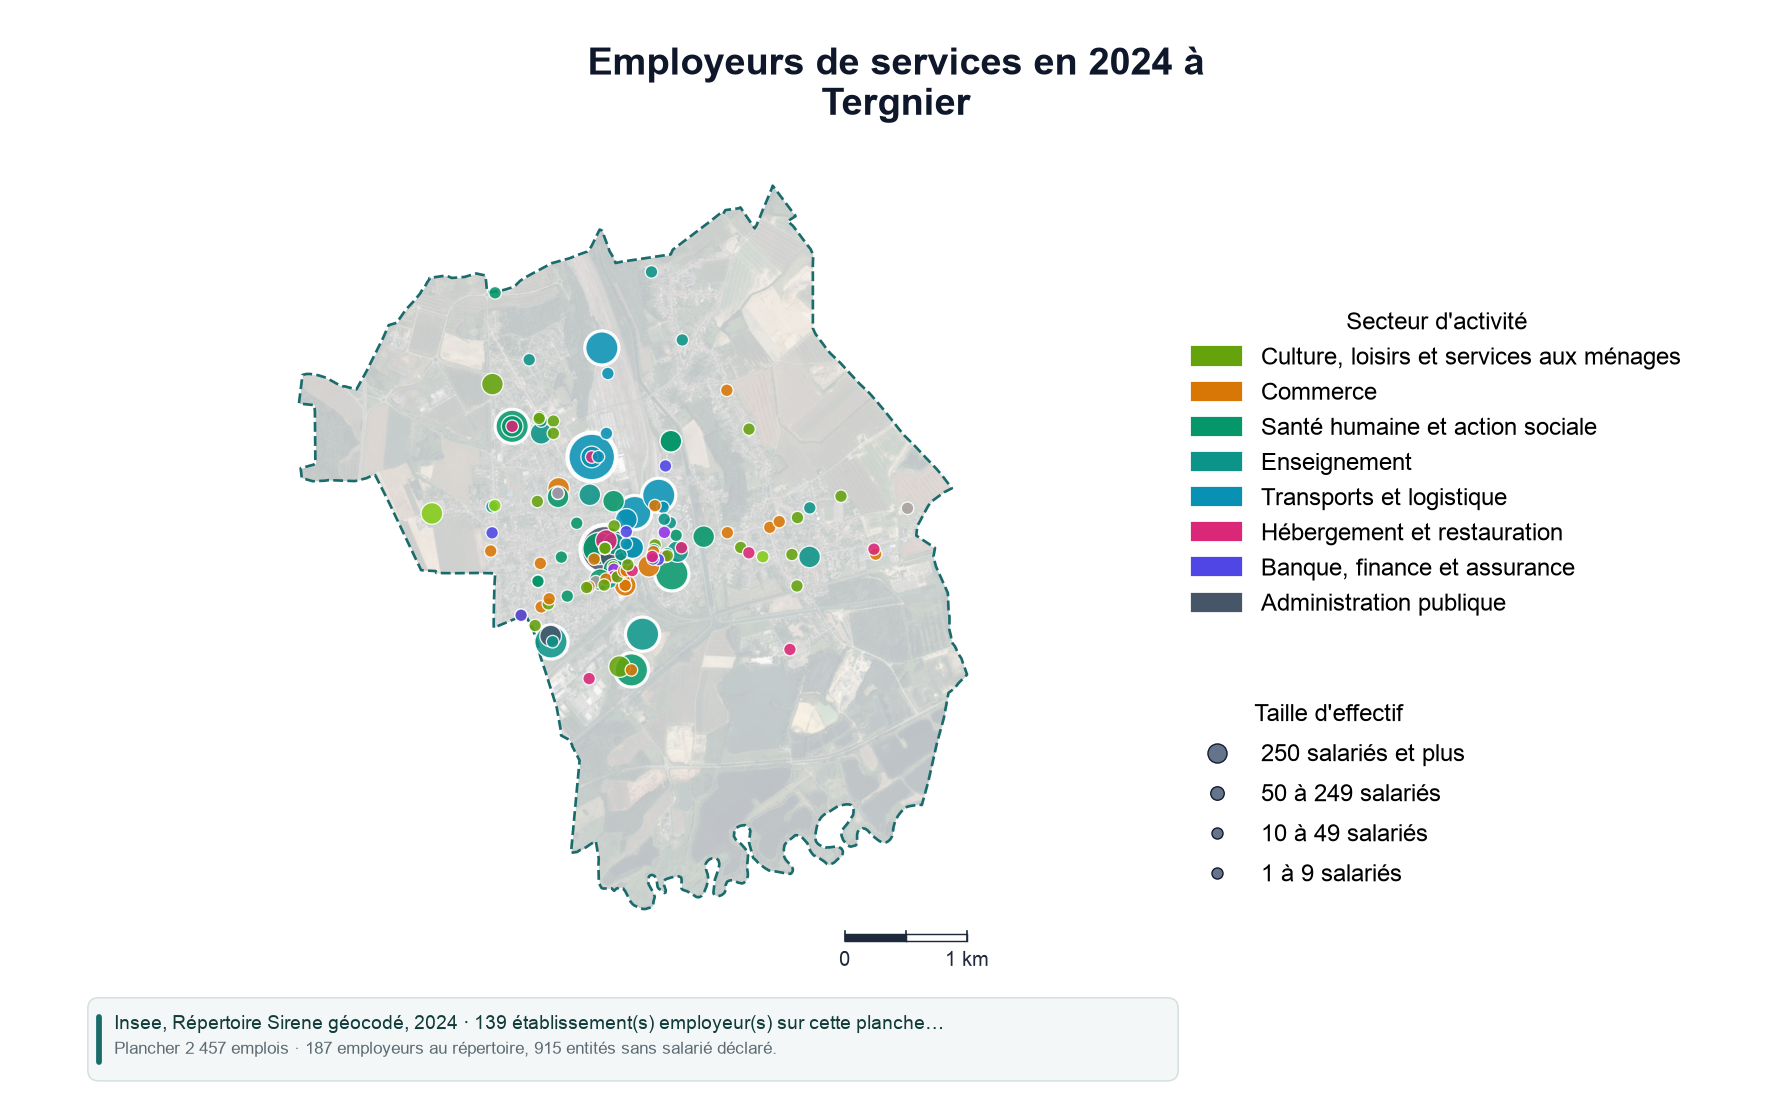 Employeurs de services en 2024 à
Tergnier
Secteur d'activité
Culture, loisirs et services aux ménages
Commerce
Santé humaine et action sociale
Enseignement
Transports et logistique
Hébergement et restauration
Banque, finance et assurance
Administration publique
Taille d'effectif
250 salariés et plus
50 à 249 salariés
10 à 49 salariés
1 à 9 salariés
0 1 km
Insee, Répertoire Sirene géocodé, 2024 · 139 établissement(s) employeur(s) sur cette planche…
Plancher 2 457 emplois · 187 employeurs au répertoire, 915 entités sans salarié déclaré.